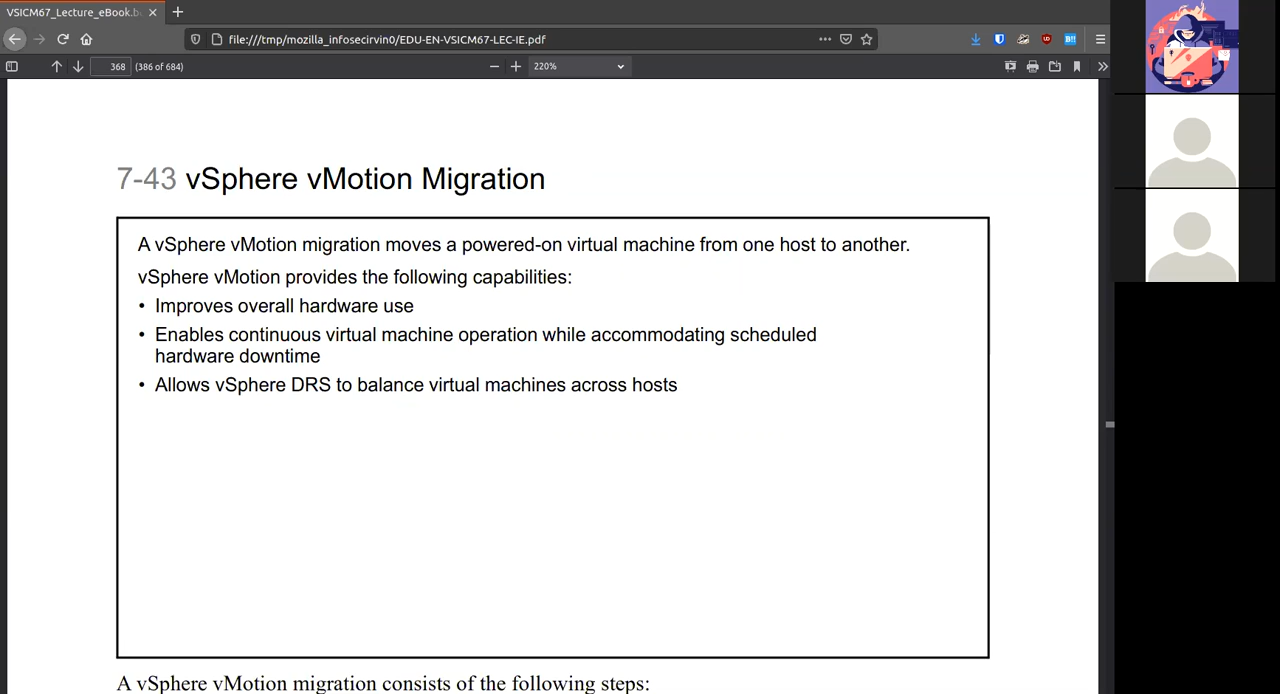 VSICM67_Lecture_eBook.b
file:///tmp/mozilla_infosecirvin0/EDU-EN-VSICM67-LEC-IE.pdf
368 (386 of 684)
220%
7-43 vSphere vMotion Migration
A vSphere vMotion migration moves a powered-on virtual machine from one host to another.
vSphere vMotion provides the following capabilities:
• Improves overall hardware use
• Enables continuous virtual machine operation while accommodating scheduled
hardware downtime
• Allows vSphere DRS to balance virtual machines across hosts
A vSphere vMotion migration consists of the following steps: